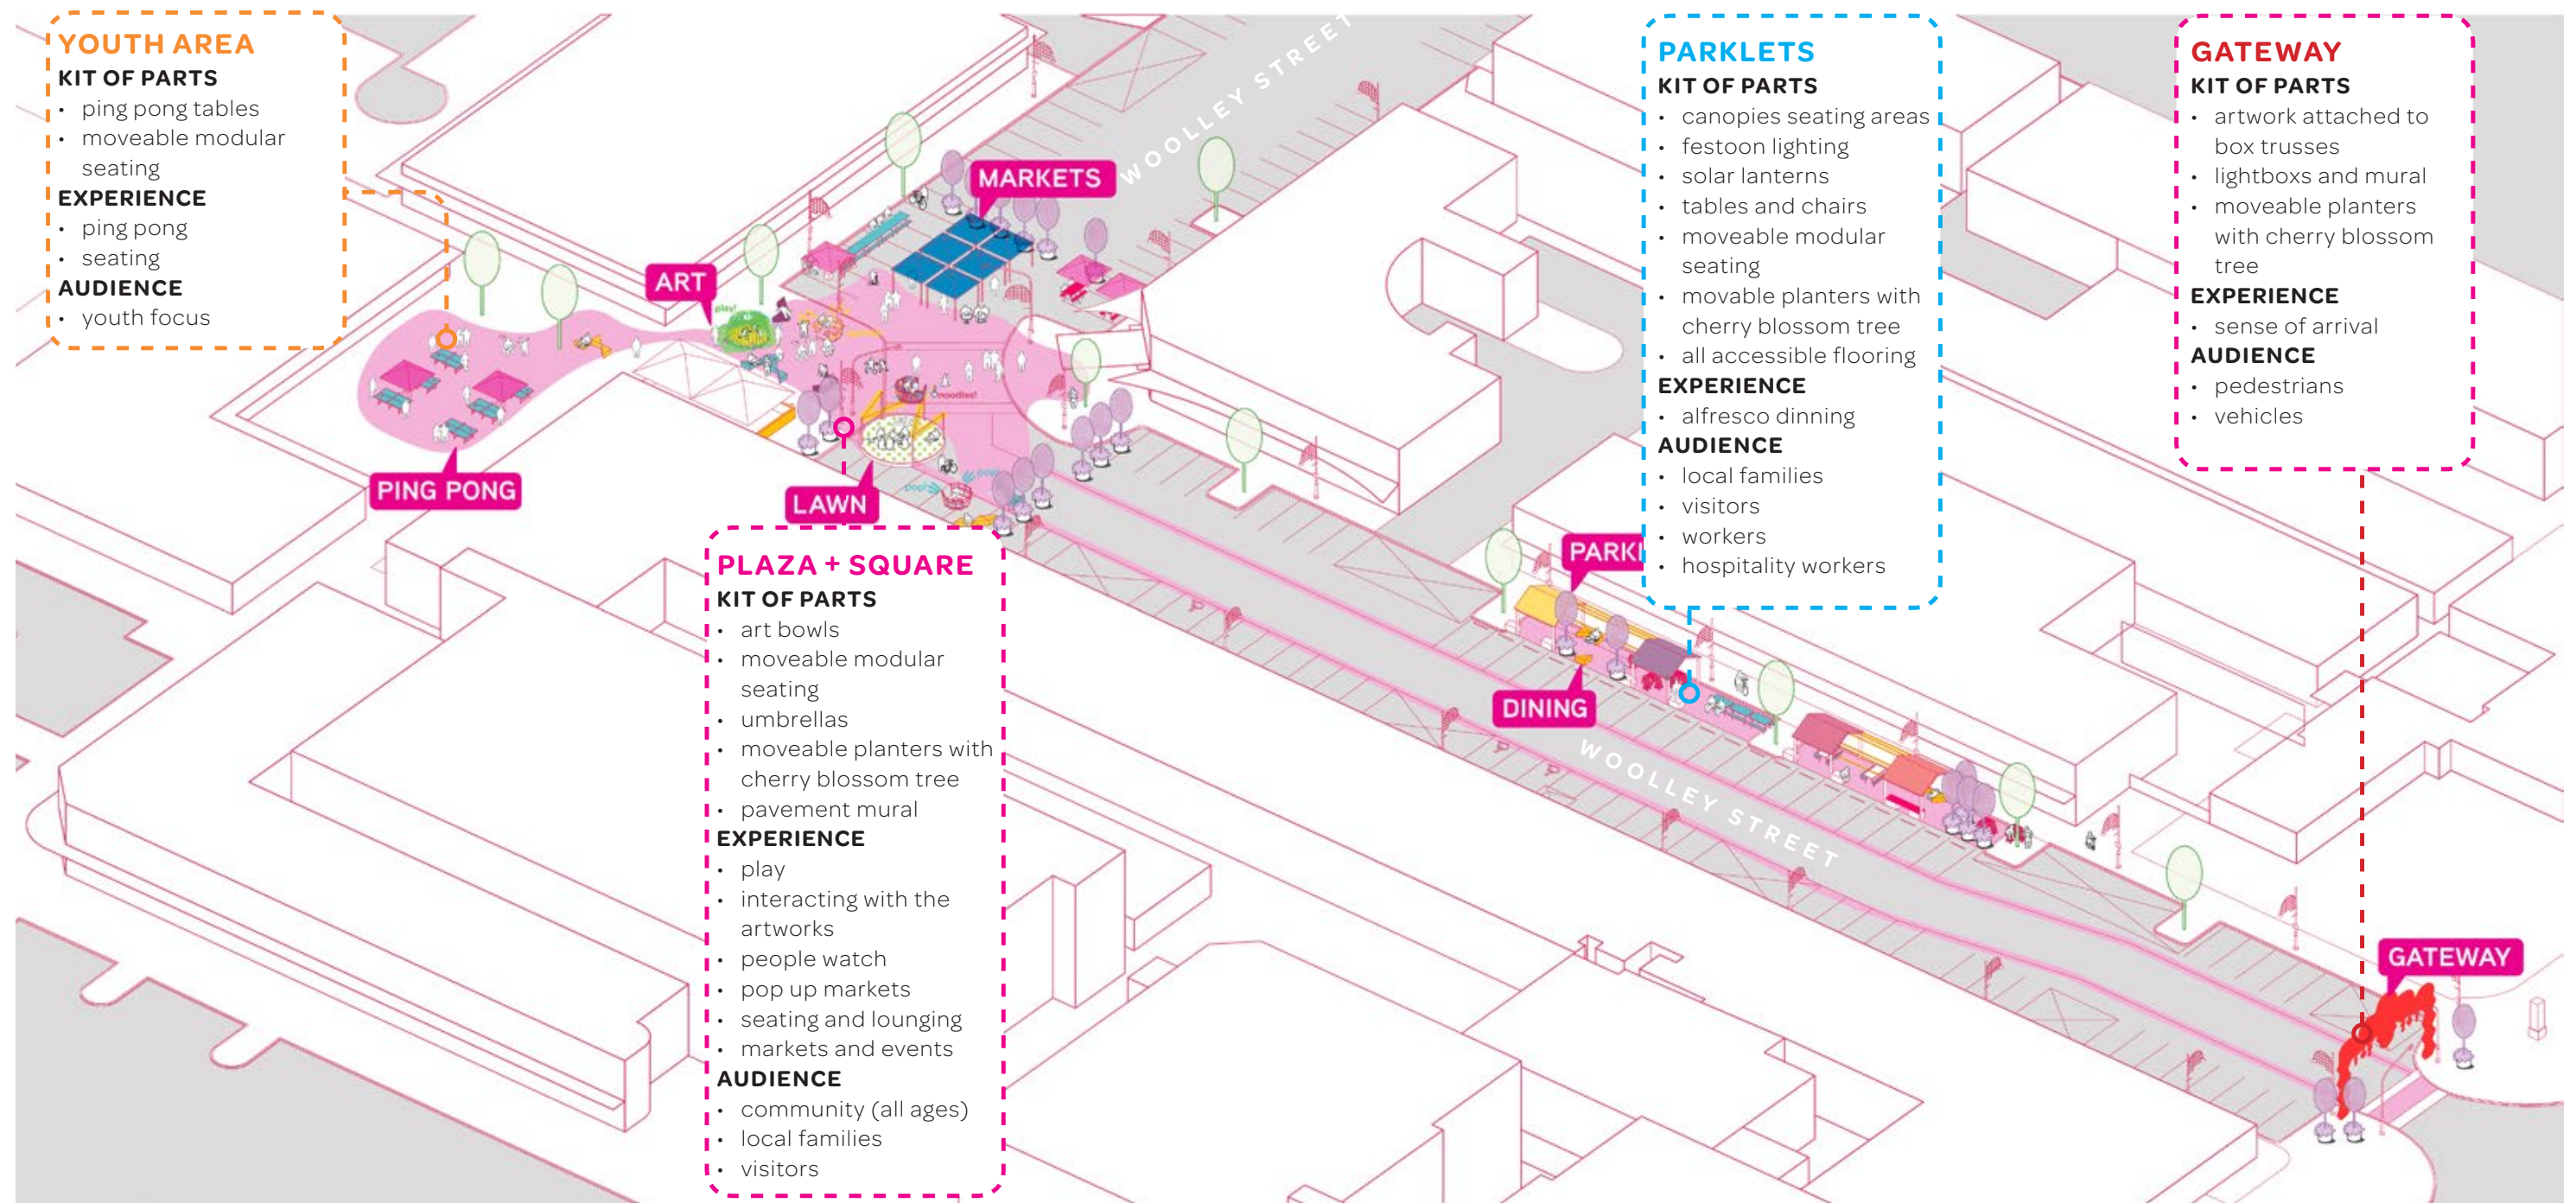 YOUTH AREA
KIT OF PARTS
• ping pong tables
• moveable modular
seating
EXPERIENCE
• ping pong
• seating
AUDIENCE
• youth focus
WOOLLEY STREET
MARKETS
ART
play!
noodles!
pop!
pop!
PING PONG
LAWN
PLAZA + SQUARE
KIT OF PARTS
• art bowls
• moveable modular
seating
• umbrellas
• moveable planters with
cherry blossom tree
• pavement mural
EXPERIENCE
• play
• interacting with the
artworks
• people watch
• pop up markets
• seating and lounging
• markets and events
AUDIENCE
• community (all ages)
• local families
• visitors
PARKLETS
KIT OF PARTS
• canopies seating areas
• festoon lighting
• solar lanterns
• tables and chairs
• moveable modular
seating
• movable planters with
cherry blossom tree
• all accessible flooring
EXPERIENCE
• alfresco dinning
AUDIENCE
• local families
• visitors
• workers
• hospitality workers
DINING
WOOLLEY STREET
GATEWAY
KIT OF PARTS
• artwork attached to
box trusses
• lightboxs and mural
• moveable planters
with cherry blossom
tree
EXPERIENCE
• sense of arrival
AUDIENCE
• pedestrians
• vehicles
GATEWAY